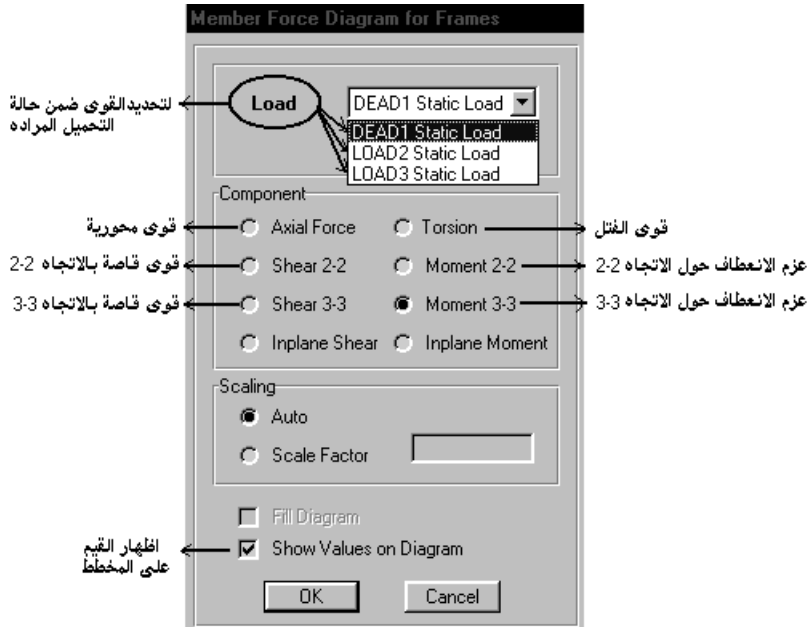 Member Force Diagram for Frames
Load
DEAD1 Static Load
DEAD1 Static Load
LOAD2 Static Load
LOAD3 Static Load
لتحديدالقوى ضمن حالة
التحميل المراده
Component
Axial Force
Torsion
قوى محورية
قوى الفتل
Shear 2-2
Moment 2-2
قوى قاصة بالاتجاه 2-2
عزم الانعطاف حول الاتجاه 2-2
Shear 3-3
Moment 3-3
قوى قاصة بالاتجاه 3-3
عزم الانعطاف حول الاتجاه 3-3
Inplane Shear
Inplane Moment
Scaling
Auto
Scale Factor
Fill Diagram
Show Values on Diagram
اظهار القيم
على المخطط
OK
Cancel